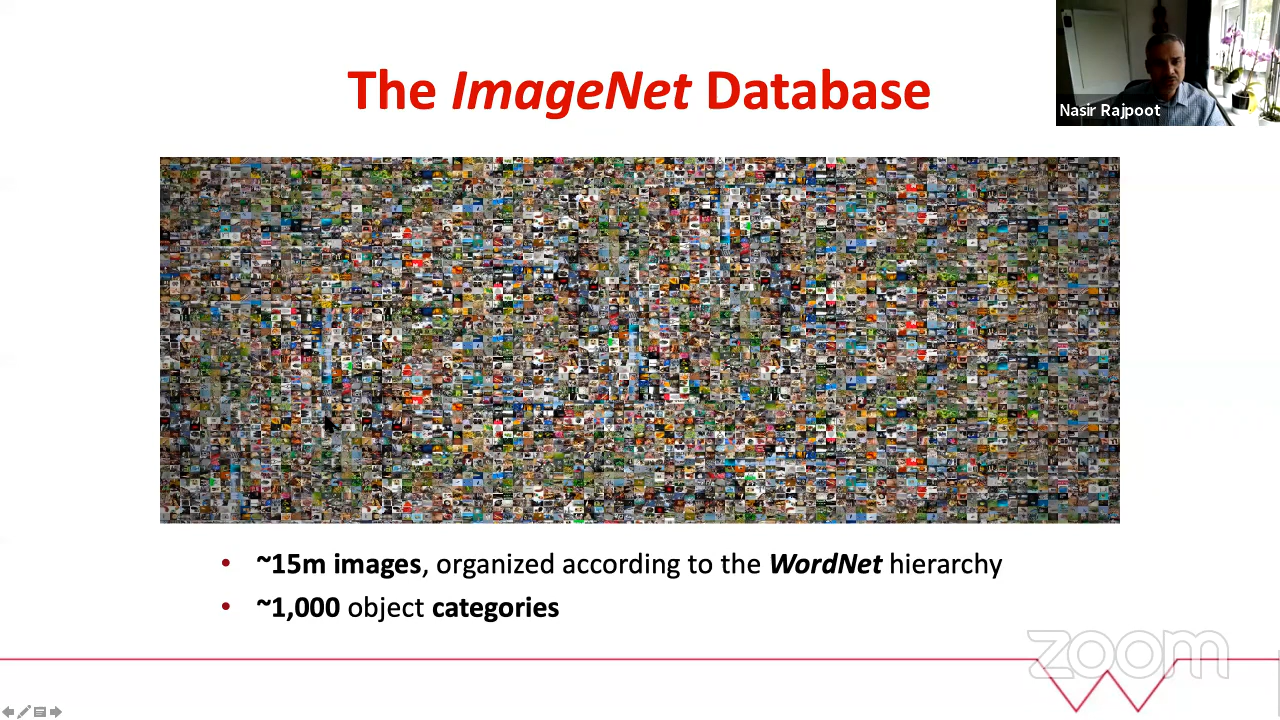 The ImageNet Database
Nasir Rajpoot
• ~15m images, organized according to the WordNet hierarchy
• ~1,000 object categories
zoom